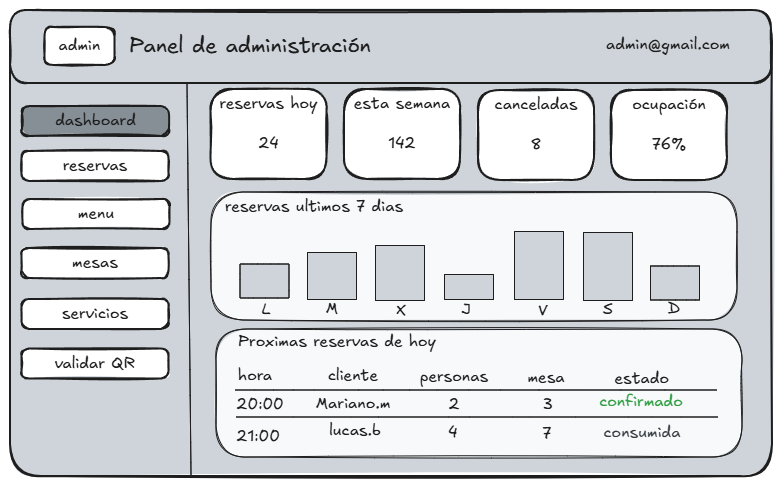 admin Panel de administración admin@gmail.com
dashboard
reservas
menu
mesas
servicios
validar QR
reservas hoy
24
esta semana
142
canceladas
8
ocupación
76%
reservas ultimos 7 dias
L M X J V S D
Proximas reservas de hoy
hora cliente personas mesa estado
20:00 Mariano.m 2 3 confirmado
21:00 lucas.b 4 7 consumida